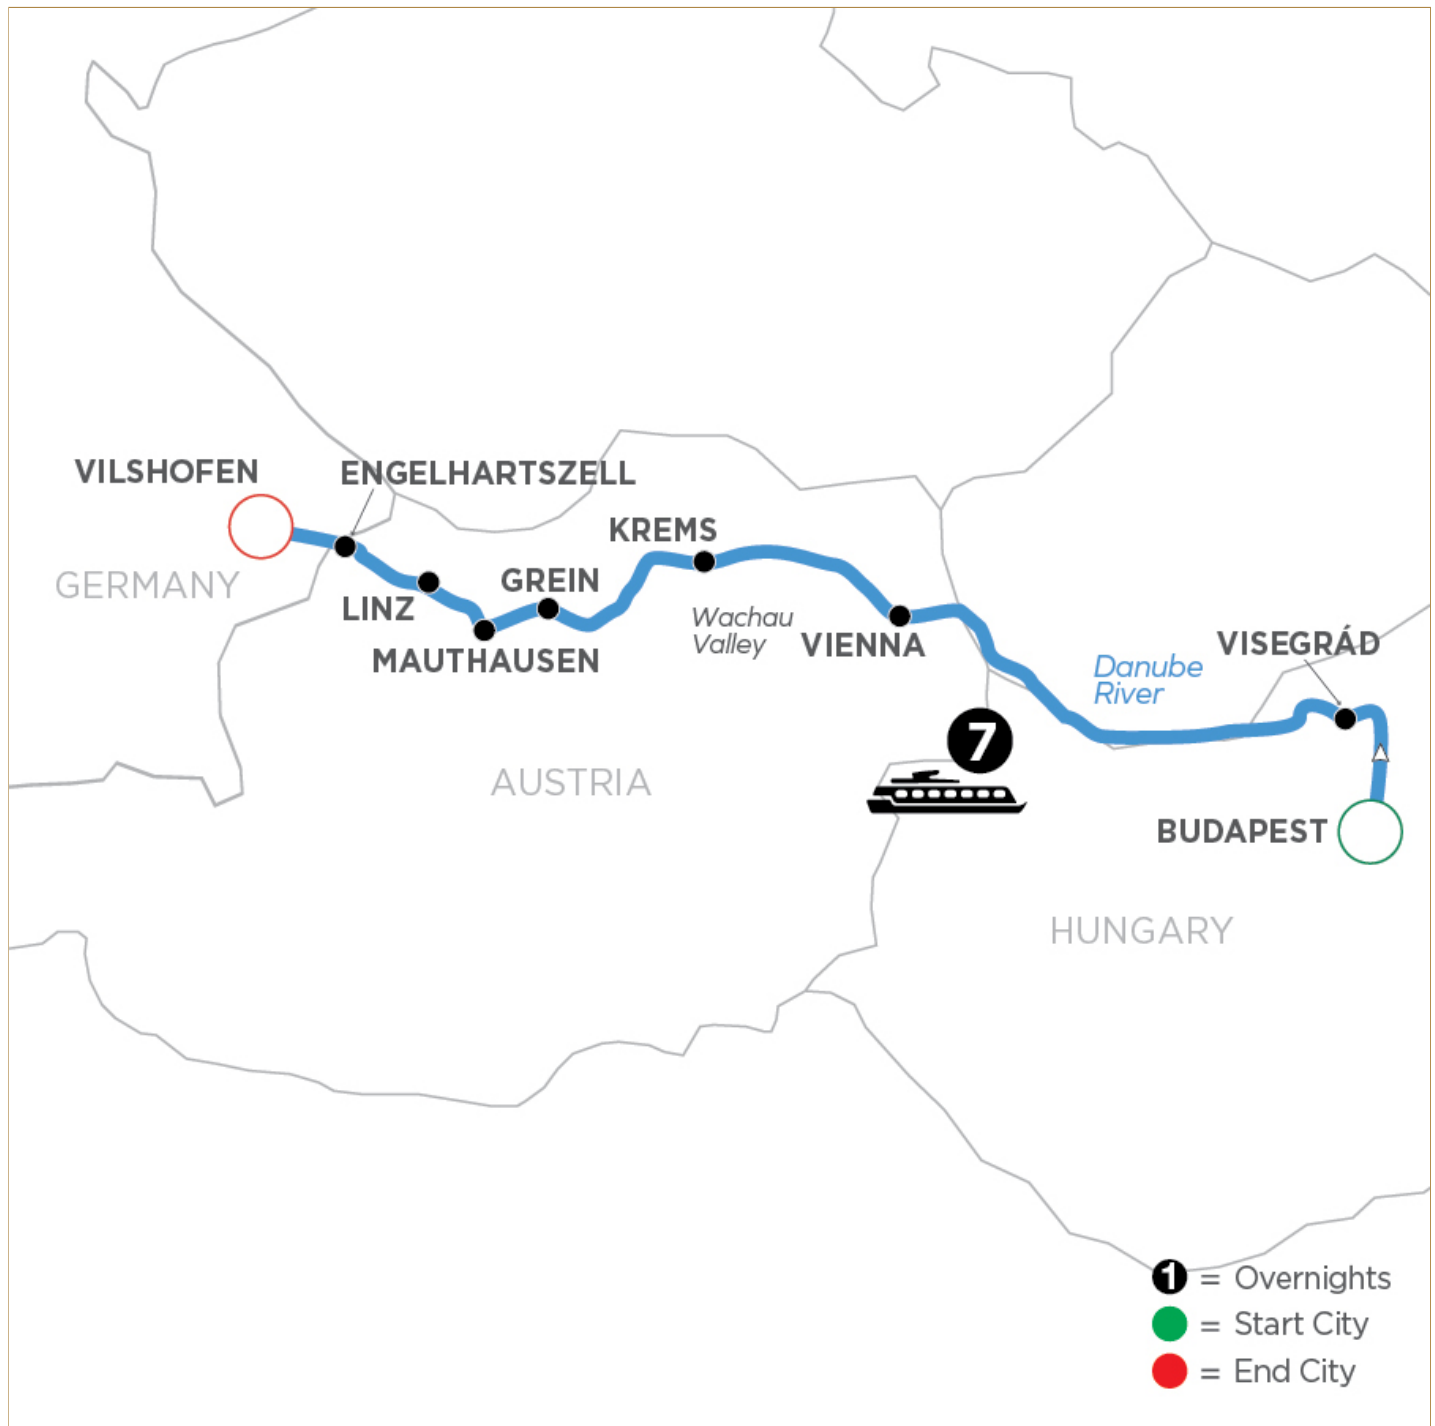 VILSHOFEN
ENGELHARTSZELL
KREMS
GREIN
GERMANY
LINZ
Wachau
Valley
VIENNA
VISEGRÁD
MAUTHAUSEN
Danube
River
7
AUSTRIA
BUDAPEST
HUNGARY
1 = Overnights
= Start City
= End City